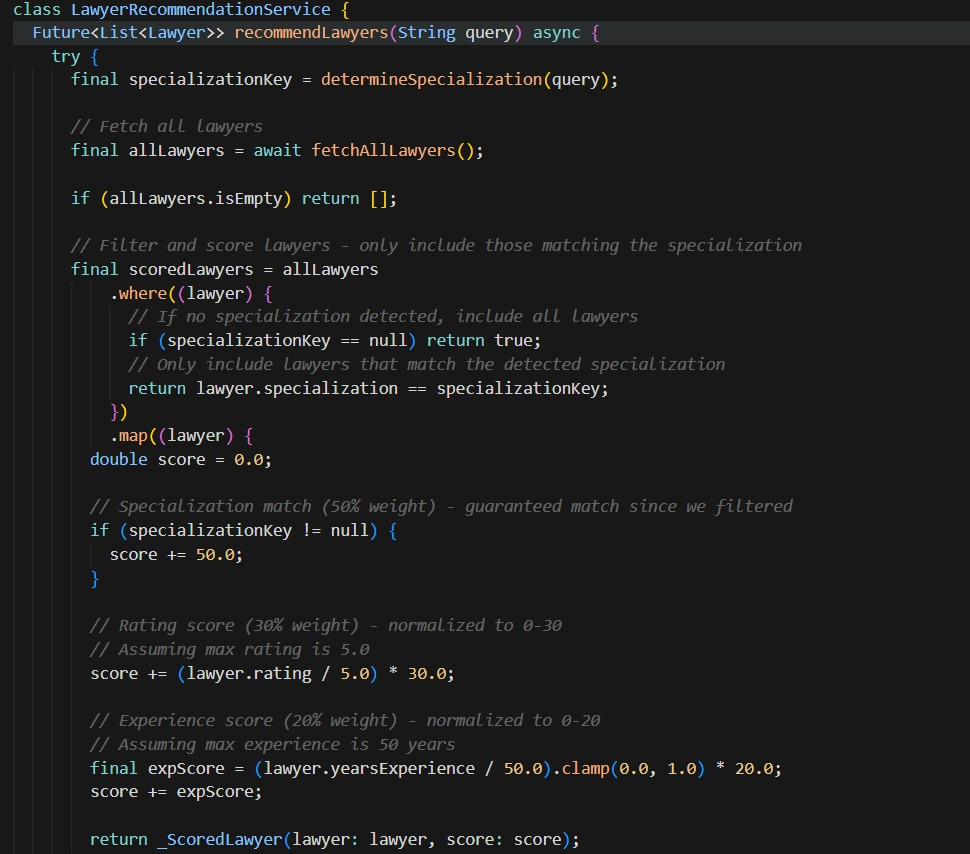 class LawyerRecommendationService {
  Future<List<Lawyer>> recommendLawyers(String query) async {
    try {
      final specializationKey = determineSpecialization(query);

      // Fetch all lawyers
      final allLawyers = await fetchAllLawyers();

      if (allLawyers.isEmpty) return [];

      // Filter and score lawyers - only include those matching the specialization
      final scoredLawyers = allLawyers
          .where((lawyer) {
            // If no specialization detected, include all lawyers
            if (specializationKey == null) return true;
            // Only include lawyers that match the detected specialization
            return lawyer.specialization == specializationKey;
          })
          .map((lawyer) {
        double score = 0.0;

        // Specialization match (50% weight) - guaranteed match since we filtered
        if (specializationKey != null) {
          score += 50.0;
        }

        // Rating score (30% weight) - normalized to 0-30
        // Assuming max rating is 5.0
        score += (lawyer.rating / 5.0) * 30.0;

        // Experience score (20% weight) - normalized to 0-20
        // Assuming max experience is 50 years
        final expScore = (lawyer.yearsExperience / 50.0).clamp(0.0, 1.0) * 20.0;
        score += expScore;

        return _ScoredLawyer(lawyer: lawyer, score: score);